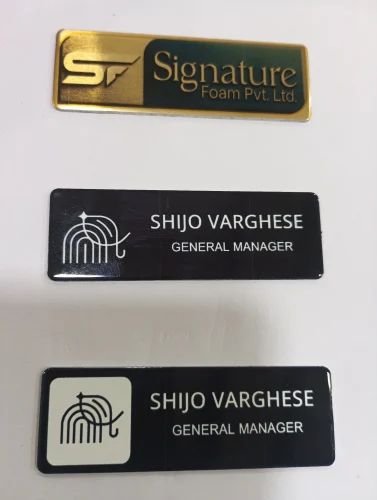 SF
Signature
Foam Pvt. Ltd.
SHIJO VARGHESE
GENERAL MANAGER
SHIJO VARGHESE
GENERAL MANAGER